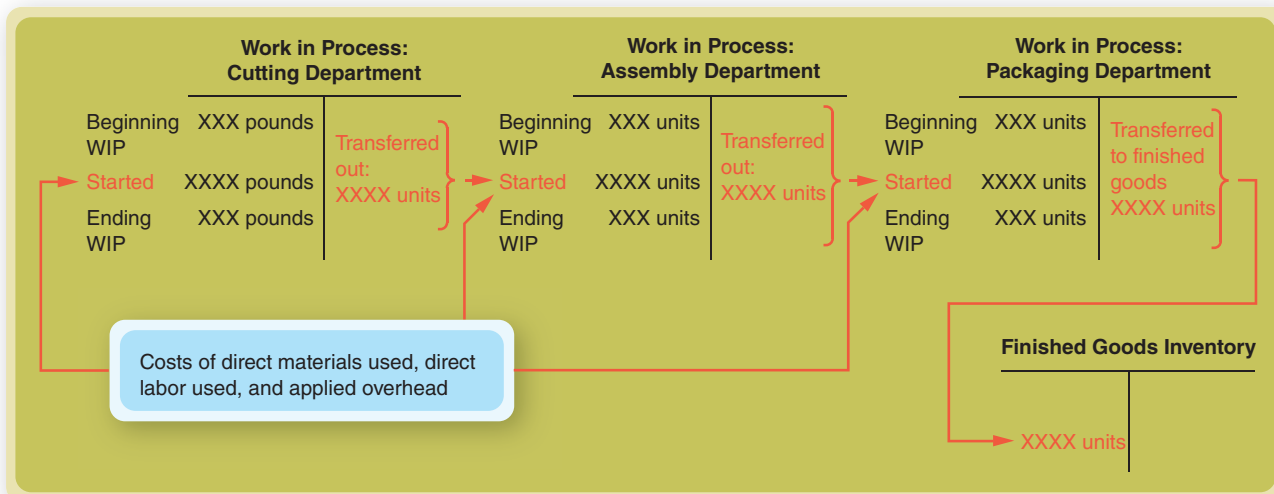 Work in Process:
Cutting Department
Beginning
WIP
XXX pounds
Started
XXXX pounds
Ending
WIP
XXX pounds
Transferred
out:
XXXX units
Work in Process:
Assembly Department
Beginning
WIP
XXX units
Started
XXXX units
Ending
WIP
XXX units
Transferred
out:
XXXX units
Work in Process:
Packaging Department
Beginning
WIP
XXX units
Started
XXXX units
Ending
WIP
XXX units
Transferred
to finished
goods
XXXX units
Costs of direct materials used, direct
labor used, and applied overhead
Finished Goods Inventory
XXXX units